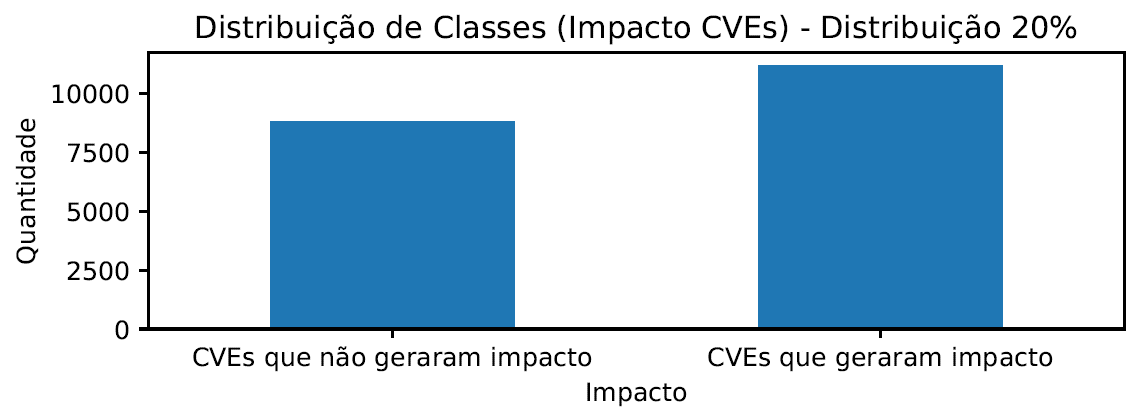 Distribuição de Classes (Impacto CVEs) - Distribuição 20%
Quantidade
10000
7500
5000
2500
0
CVEs que não geraram impacto
CVEs que geraram impacto
Impacto